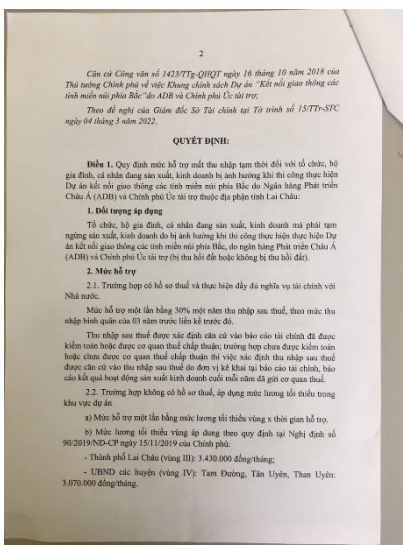 2
Căn cứ Công văn số 1423/TTg-QHQT ngày 16 tháng 10 năm 2018 của
Thủ tướng Chính phủ về việc Khung chính sách Dự án "Kết nối giao thông các
tỉnh miền núi phía Bắc" do ADB và Chính phủ Úc tài trợ;
Theo đề nghị của Giám đốc Sở Tài chính tại Tờ trình số 15/TTr-STC
ngày 04 tháng 3 năm 2022.
QUYẾT ĐỊNH:
Điều 1. Quy định mức hỗ trợ mất thu nhập tạm thời đối với tổ chức, hộ
gia đình, cá nhân đang sản xuất, kinh doanh bị ảnh hưởng khi thi công thực hiện
Dự án kết nối giao thông các tỉnh miền núi phía Bắc do Ngân hàng Phát triển
Châu Á (ADB) và Chính phủ Úc tài trợ thuộc địa phận tỉnh Lai Châu:
1. Đối tượng áp dụng
Tổ chức, hộ gia đình, cá nhân đang sản xuất, kinh doanh mà phải tạm
ngừng sản xuất, kinh doanh do bị ảnh hưởng khi thi công thực hiện thực hiện Dự
án kết nối giao thông các tỉnh miền núi phía Bắc, do ngân hàng Phát triển Châu Á
(ADB) và Chính phủ Úc tài trợ (bị thu hồi đất hoặc không bị thu hồi đất).
2. Mức hỗ trợ
2.1. Trường hợp có hồ sơ thuế và thực hiện đầy đủ nghĩa vụ tài chính với
Nhà nước.
Mức hỗ trợ một lần bằng 30% một năm thu nhập sau thuế, theo mức thu
nhập bình quân của 03 năm trước liền kề trước đó.
Thu nhập sau thuế được xác định căn cứ vào báo cáo tài chính đã được
kiểm toán hoặc được cơ quan thuế chấp thuận; trường hợp chưa được kiểm toán
hoặc chưa được cơ quan thuế chấp thuận thì việc xác định thu nhập sau thuế
được căn cứ vào thu nhập sau thuế do đơn vị kê khai tại báo cáo tài chính, báo
cáo kết quả hoạt động sản xuất kinh doanh cuối mỗi năm đã gửi cơ quan thuế.
2.2. Trường hợp không có hồ sơ thuế, áp dụng mức lương tối thiểu trong
khu vực dự án
a) Mức hỗ trợ một lần bằng mức lương tối thiểu vùng x thời gian hỗ trợ.
b) Mức lương tối thiểu vùng áp dụng theo quy định tại Nghị định số
90/2019/NĐ-CP ngày 15/11/2019 của Chính phủ:
- Thành phố Lai Châu (vùng III): 3.430.000 đồng/tháng;
- UBND các huyện (vùng IV): Tam Đường, Tân Uyên, Than Uyên:
3.070.000 đồng/tháng.